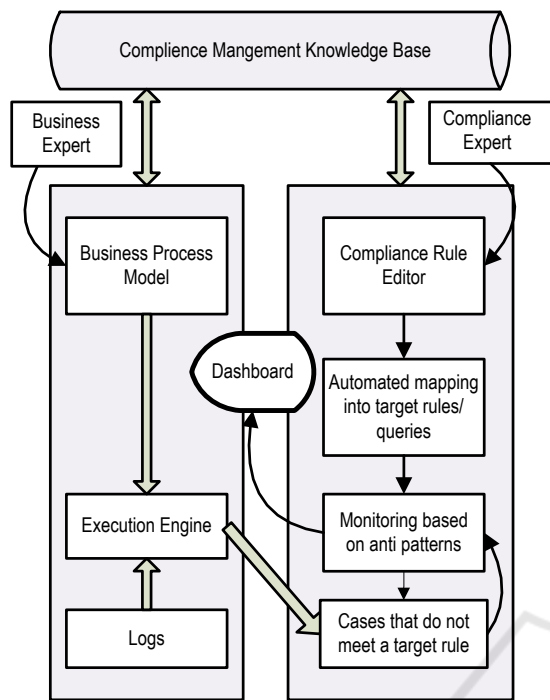 Complience Mangement Knowledge Base
Business
Expert
Compliance
Expert
Business Process
Model
Compliance Rule
Editor
Dashboard
Automated mapping
into target rules/
queries
Execution Engine
Monitoring based
on anti patterns
Logs
Cases that do not
meet a target rule